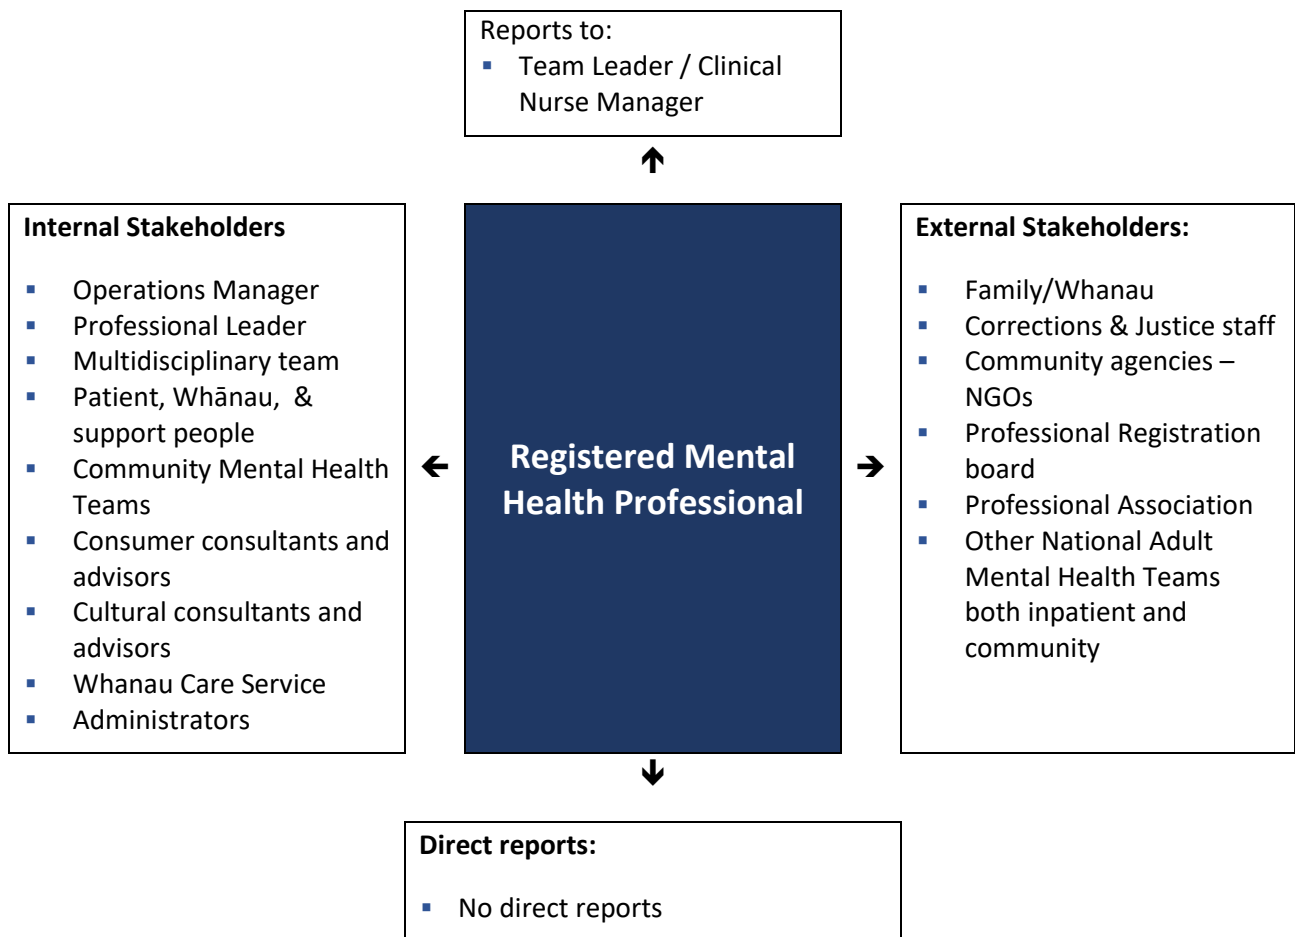 Reports to:
▪ Team Leader / Clinical
Nurse Manager
↑
Internal Stakeholders
▪ Operations Manager
▪ Professional Leader
▪ Multidisciplinary team
▪ Patient, Whānau, &
support people
▪ Community Mental Health
Teams
▪ Consumer consultants and
advisors
▪ Cultural consultants and
advisors
▪ Whanau Care Service
▪ Administrators
←
Registered Mental
Health Professional
→
External Stakeholders:
▪ Family/Whanau
▪ Corrections & Justice staff
▪ Community agencies –
NGOs
▪ Professional Registration
board
▪ Professional Association
▪ Other National Adult
Mental Health Teams
both inpatient and
community
↓
Direct reports:
▪ No direct reports